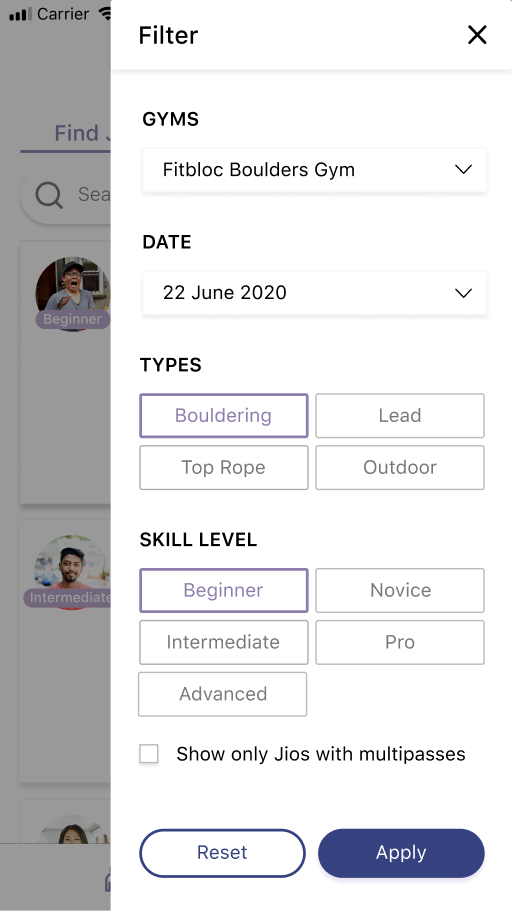 Carrier
Filter
Find
Sea
Beginner
Intermediate
GYMS
Fitbloc Boulders Gym
DATE
22 June 2020
TYPES
Bouldering
Lead
Top Rope
Outdoor
SKILL LEVEL
Beginner
Novice
Intermediate
Pro
Advanced
Show only Jios with multipasses
Reset
Apply